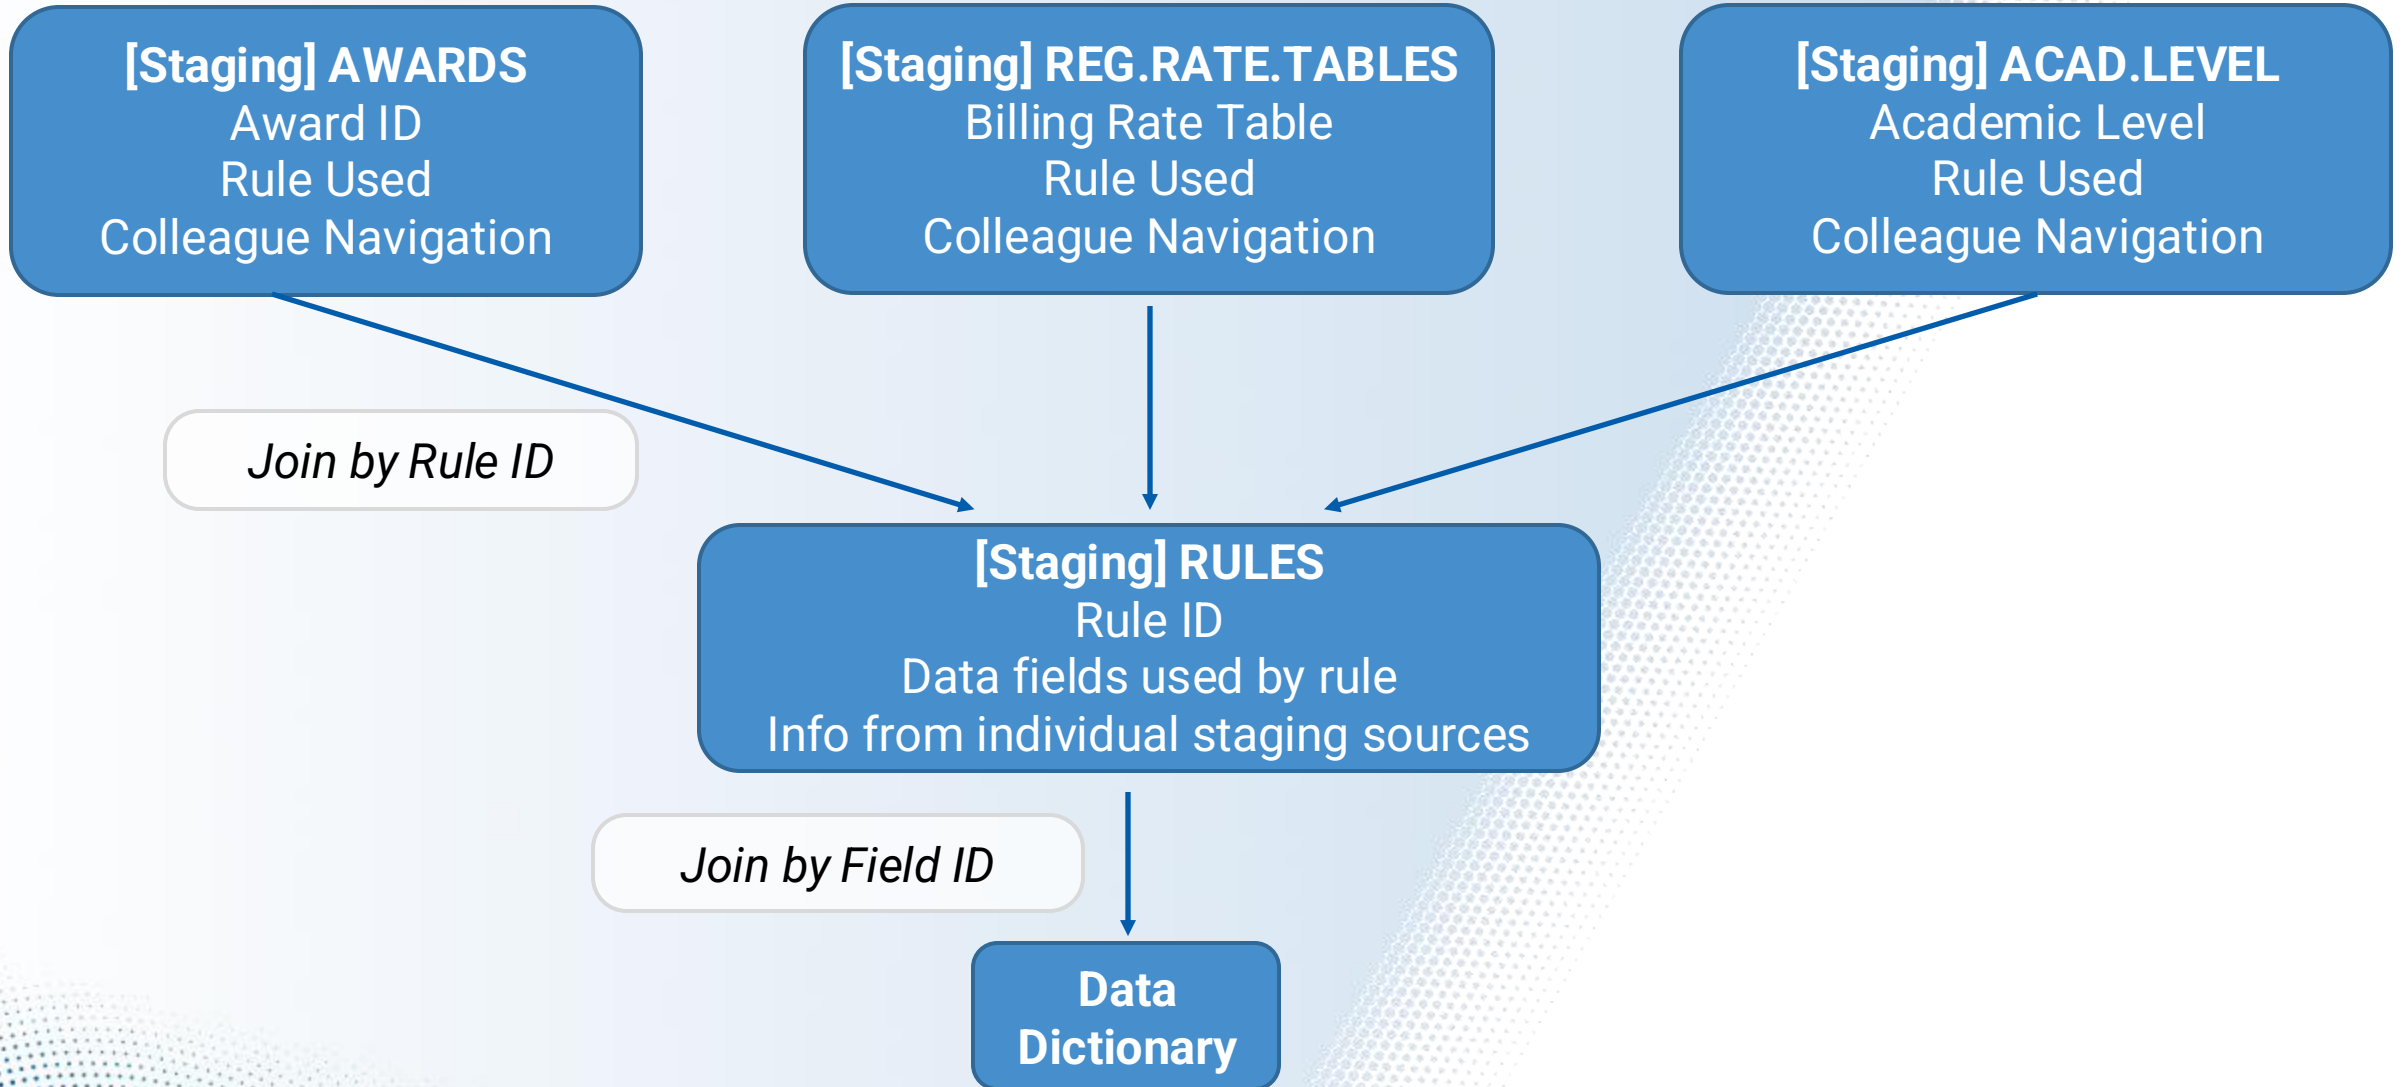 [Staging] AWARDS
Award ID
Rule Used
Colleague Navigation
[Staging] REG.RATE.TABLES
Billing Rate Table
Rule Used
Colleague Navigation
[Staging] ACAD.LEVEL
Academic Level
Rule Used
Colleague Navigation
Join by Rule ID
[Staging] RULES
Rule ID
Data fields used by rule
Info from individual staging sources
Join by Field ID
Data
Dictionary